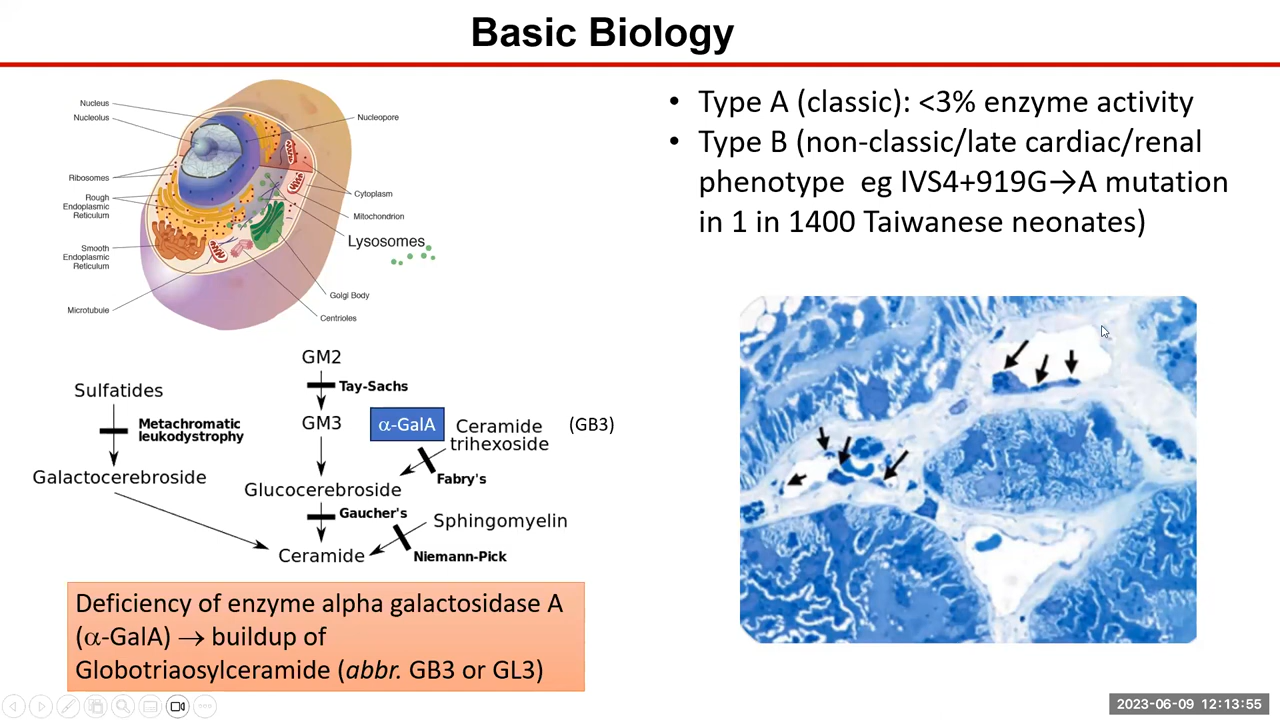 Basic Biology
Nucleus
Nucleolus
Nucleopore
Ribosomes
Rough
Endoplasmic
Reticulum
Smooth
Endoplasmic
Reticulum
Microtubule
Cytoplasm
Mitochondrion
Lysosomes
Golgi Body
Centrioles
• Type A (classic): <3% enzyme activity
• Type B (non-classic/late cardiac/renal
phenotype eg IVS4+919G→A mutation
in 1 in 1400 Taiwanese neonates)
GM2
Tay-Sachs
Sulfatides
Metachromatic
leukodystrophy
Galactocerebroside
GM3
α-GalA
Ceramide
trihexoside
(GB3)
Fabry's
Glucocerebroside
Gaucher's
Sphingomyelin
Niemann-Pick
Ceramide
Deficiency of enzyme alpha galactosidase A
(α-GalA) → buildup of
Globotriaosylceramide (abbr. GB3 or GL3)
2023-06-09 12:13:55